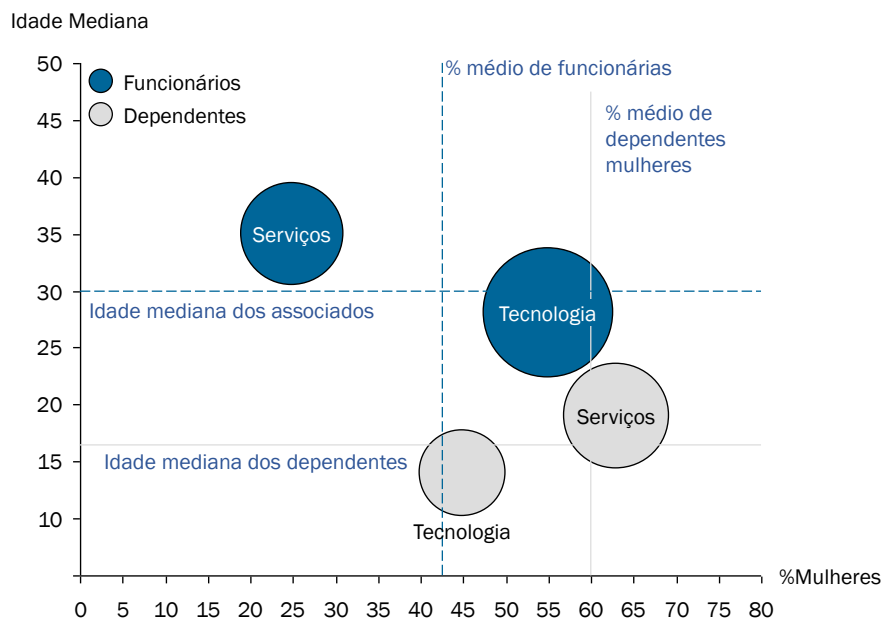 Idade Mediana
50
% médio de funcionárias
Funcionários
Dependentes
% médio de
dependentes
mulheres
45
40
35
Serviços
30
Idade mediana dos associados
Tecnologia
25
20
Serviços
15
Idade mediana dos dependentes
10
Tecnologia
%Mulheres
0 5 10 15 20 25 30 35 40 45 50 55 60 65 70 75 80